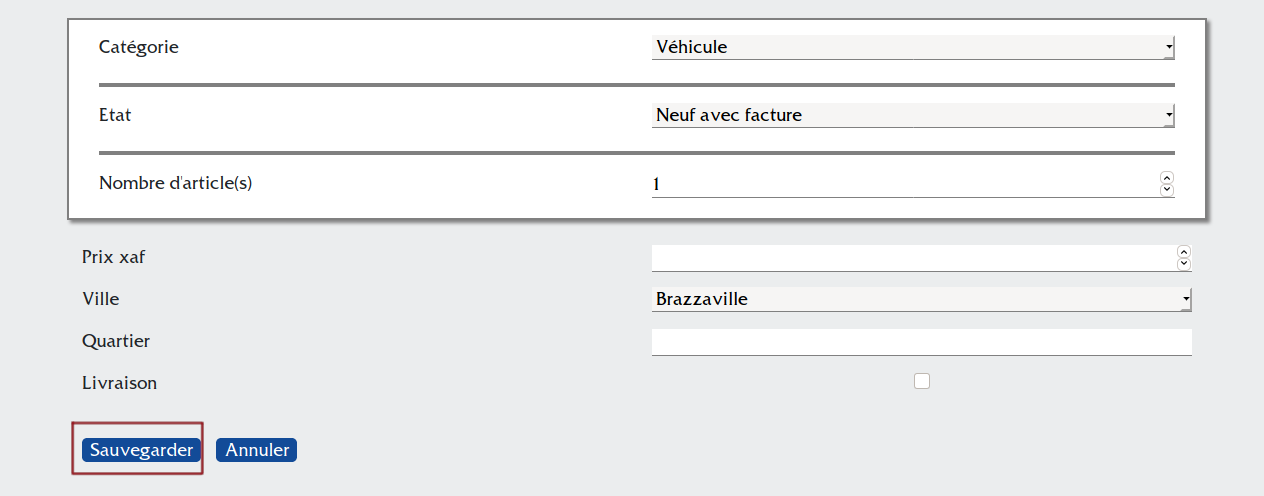 Catégorie Véhicule
Etat Neuf avec facture
Nombre d'article(s) 1
Prix xaf
Ville Brazzaville
Quartier
Livraison
Sauvegarder Annuler